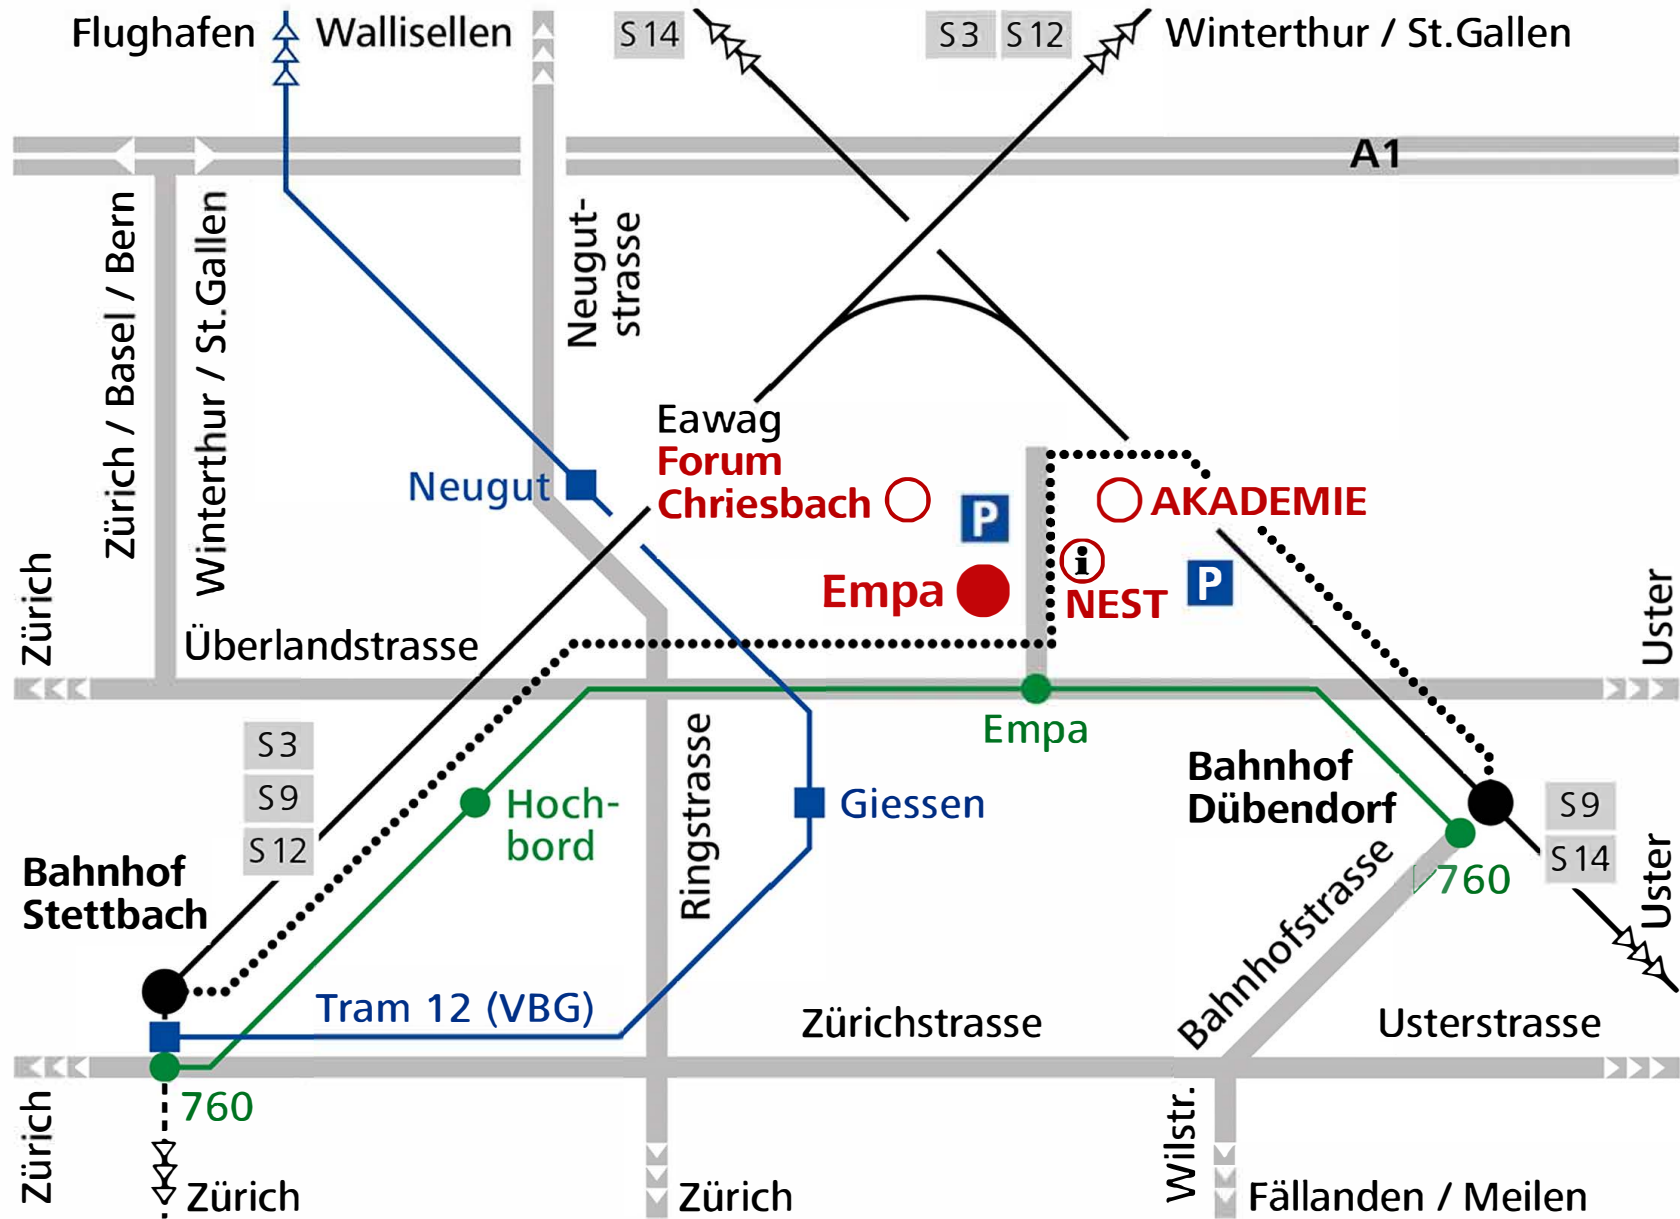 Flughafen
Wallisellen
S 14
S 3
S 12
Winterthur / St.Gallen
A1
Zürich / Basel / Bern
Winterthur / St.Gallen
Neugut-
strasse
Eawag
Forum
Chriesbach
Neugut
P
AKADEMIE
i
Empa
NEST
P
Zürich
Überlandstrasse
Uster
Empa
S 3
S 9
S 12
Hoch-
bord
Ringstrasse
Giessen
Bahnhof
Dübendorf
S 9
S 14
760
Uster
Bahnhof
Stettbach
Bahnhofstrasse
Tram 12 (VBG)
Zürichstrasse
Usterstrasse
760
Zürich
Zürich
Zürich
Wilstr.
Fällanden / Meilen